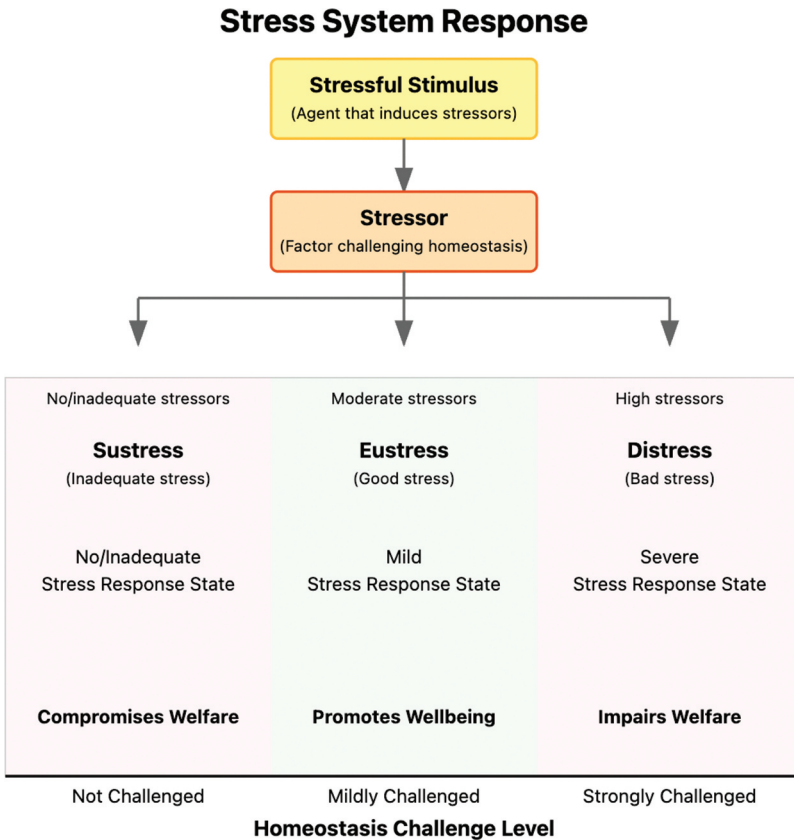 Stress System Response
Stressful Stimulus
(Agent that induces stressors)
Stressor
(Factor challenging homeostasis)
No/inadequate stressors
Sustress
(Inadequate stress)
No/Inadequate
Stress Response State
Compromises Welfare
Moderate stressors
Eustress
(Good stress)
Mild
Stress Response State
Promotes Wellbeing
High stressors
Distress
(Bad stress)
Severe
Stress Response State
Impairs Welfare
Not Challenged
Mildly Challenged
Strongly Challenged
Homeostasis Challenge Level